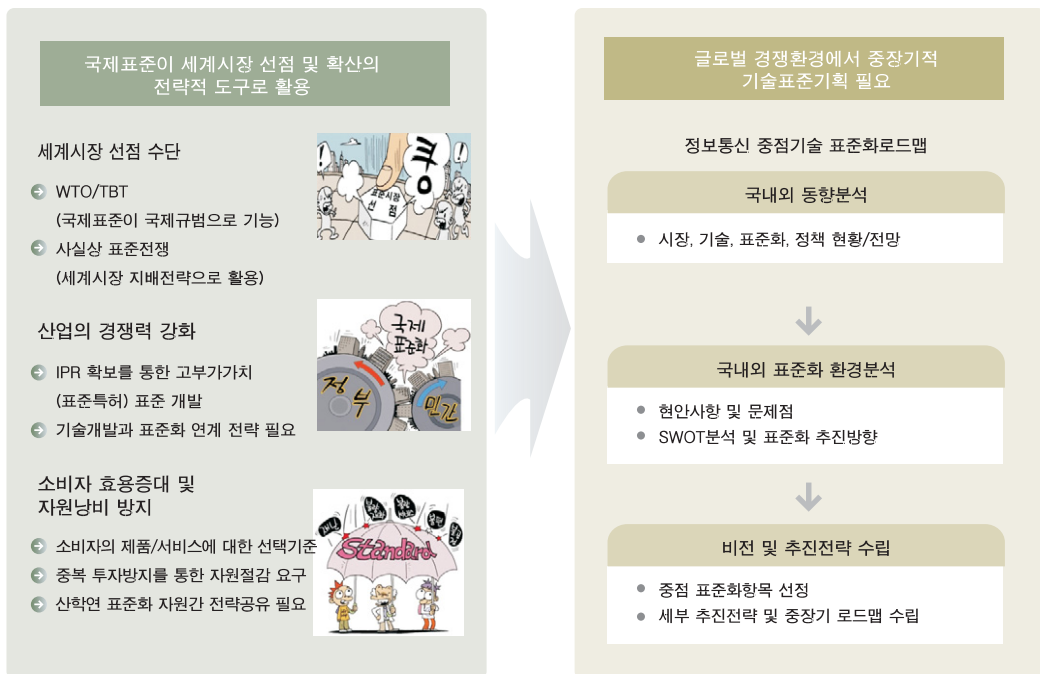 국제표준이 세계시장 선점 및 확산의
전략적 도구로 활용
세계시장 선점 수단
WTO/TBT
(국제표준이 국제규범으로 기능)
사실상 표준전쟁
(세계시장 지배전략으로 활용)
쿵
!
!
표준시장
선 점
산업의 경쟁력 강화
IPR 확보를 통한 고부가가치
(표준특허) 표준 개발
기술개발과 표준화 연계 전략 필요
국제
표준화
정부
민간
소비자 효용증대 및
자원낭비 방지
소비자의 제품/서비스에 대한 선택기준
중복 투자방지를 통한 자원절감 요구
산학연 표준화 자원간 전략공유 필요
Standard
글로벌 경쟁환경에서 중장기적
기술표준기획 필요
정보통신 중점기술 표준화로드맵
국내외 동향분석
시장, 기술, 표준화, 정책 현황/전망
국내외 표준화 환경분석
현안사항 및 문제점
SWOT분석 및 표준화 추진방향
비전 및 추진전략 수립
중점 표준화항목 선정
세부 추진전략 및 중장기 로드맵 수립